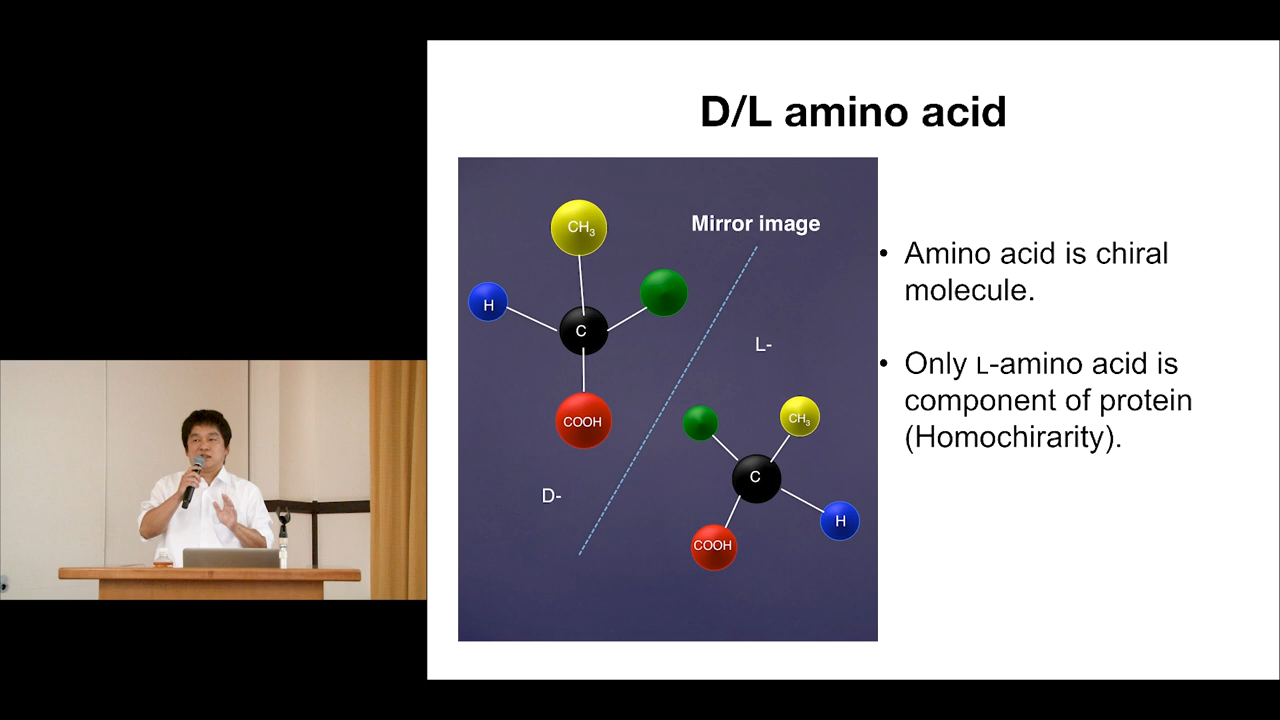 D/L amino acid
CH3
Mirror image
H
C
L-
COOH
CH3
C
D-
H
COOH
• Amino acid is chiral
molecule.
• Only L-amino acid is
component of protein
(Homochirarity).